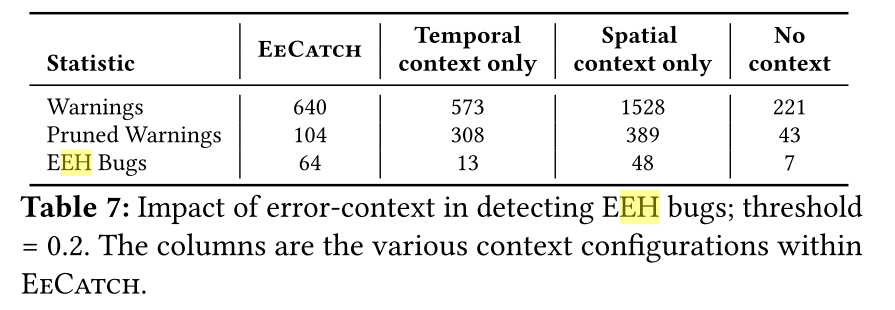 Statistic EeCatch Temporal context only Spatial context only No context
Warnings 640 573 1528 221
Pruned Warnings 104 308 389 43
EEH Bugs 64 13 48 7
Table 7: Impact of error-context in detecting EEH bugs; threshold
= 0.2. The columns are the various context configurations within
EeCatch.